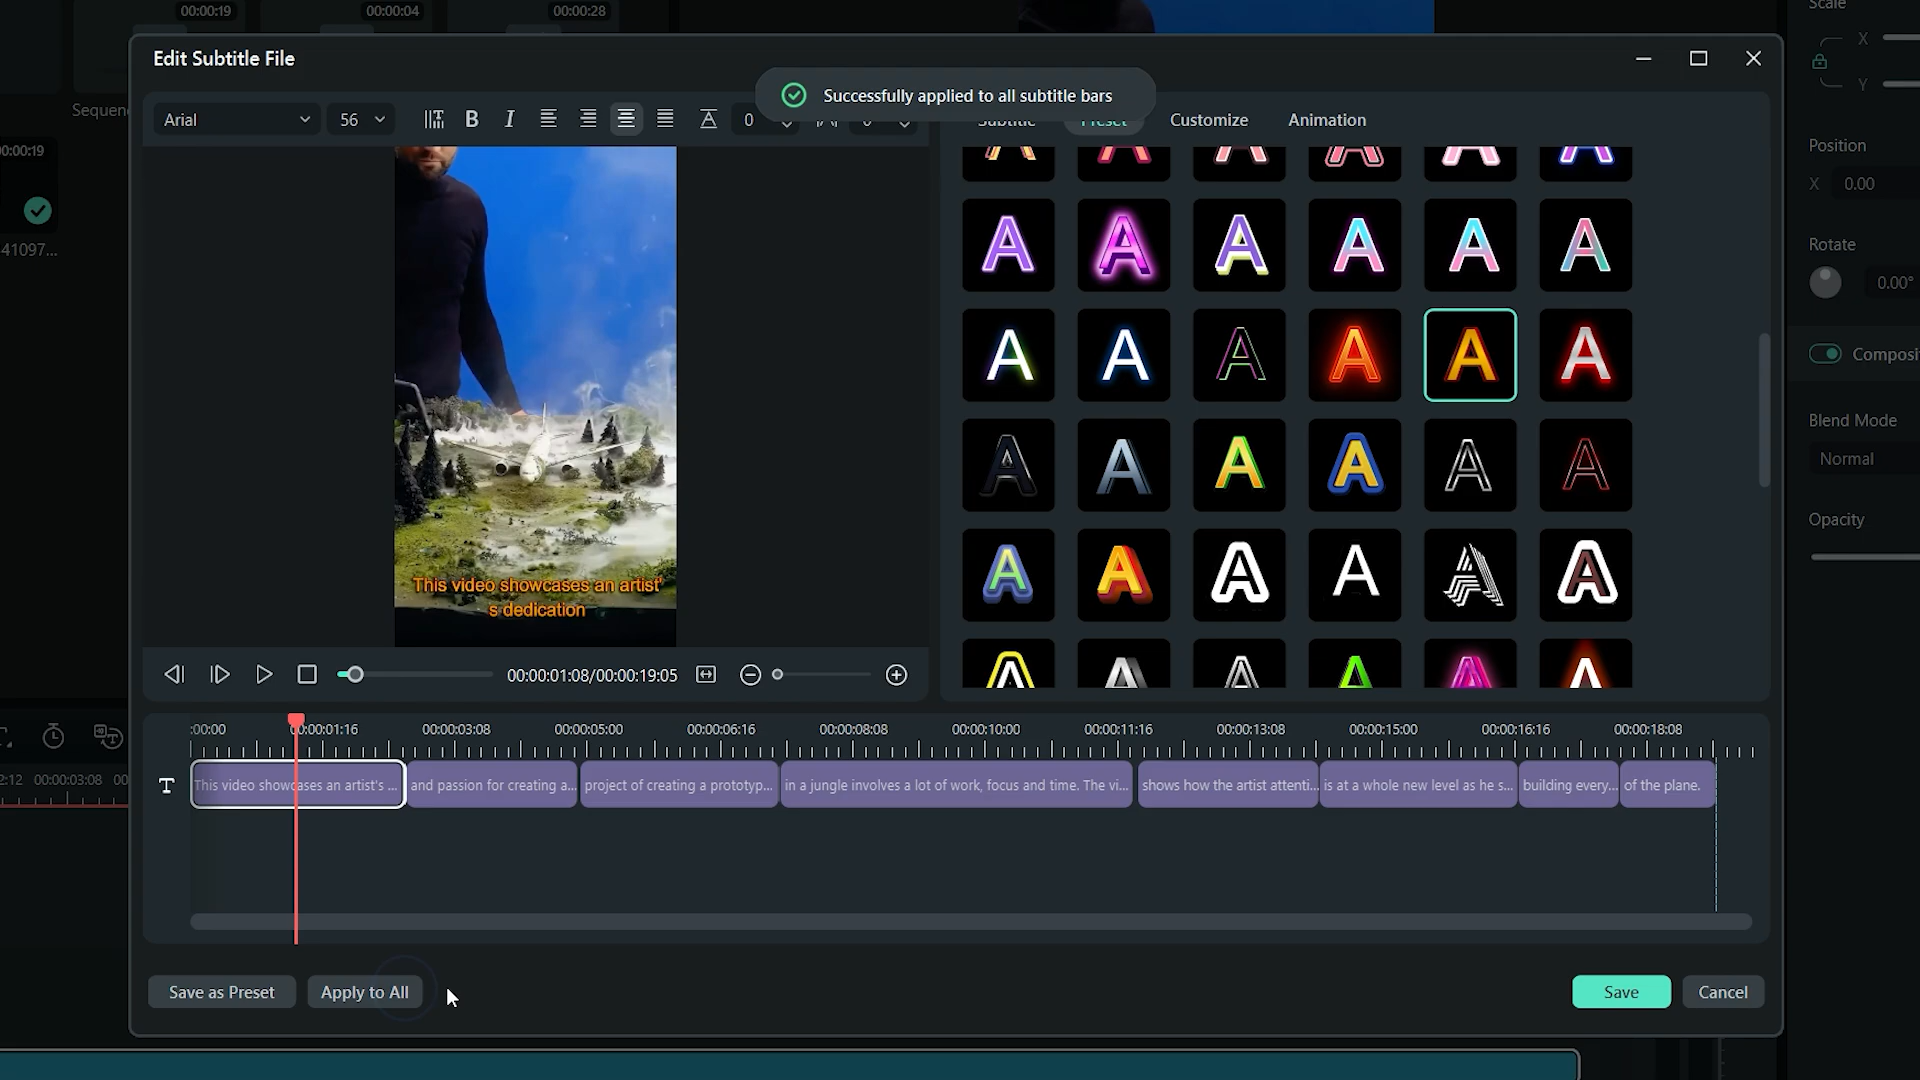 00:00:19
00:00:04
00:00:28
Scale
Edit Subtitle File
X
Successfully applied to all subtitle bars
Y
Sequen
Arial
56
0
0
Subtitle
Preset
Customize
Animation
0:00:19
Position
X
0.00
41097...
Rotate
0.00°
Composi
Blend Mode
Normal
Opacity
This video showcases an artist'
s dedication
00:00:01:08/00:00:19:05
:00:00
00:00:01:16
00:00:03:08
00:00:05:00
00:00:06:16
00:00:08:08
00:00:10:00
00:00:11:16
00:00:13:08
00:00:15:00
00:00:16:16
00:00:18:08
2:12
00:00:03:08
00
This video showcases an artist's ...
and passion for creating a...
project of creating a prototyp...
in a jungle involves a lot of work, focus and time. The vi...
shows how the artist attenti...
is at a whole new level as he s...
building every...
of the plane.
Save as Preset
Apply to All
Save
Cancel